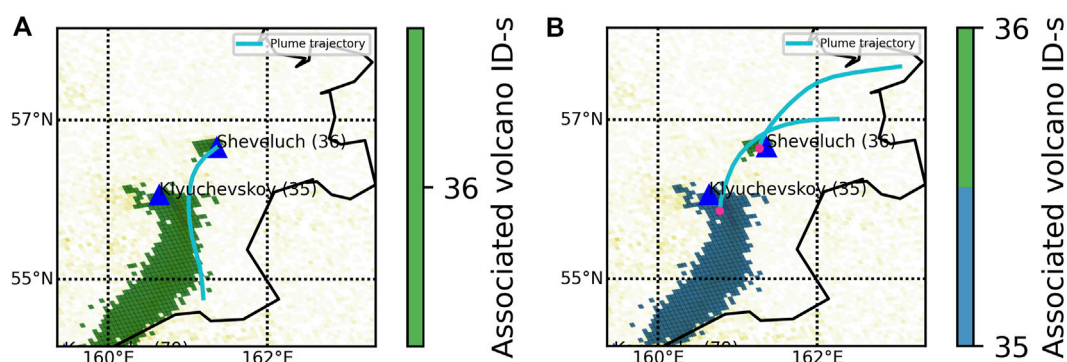 A
Plume trajectory
57°N
Sheveluch (36)
Klyuchevskoy (35)
55°N
160°E
162°E
36
Associated volcano ID-s
B
Plume trajectory
57°N
Sheveluch (36)
Klyuchevskoy (35)
55°N
160°E
162°E
36
35
Associated volcano ID-s